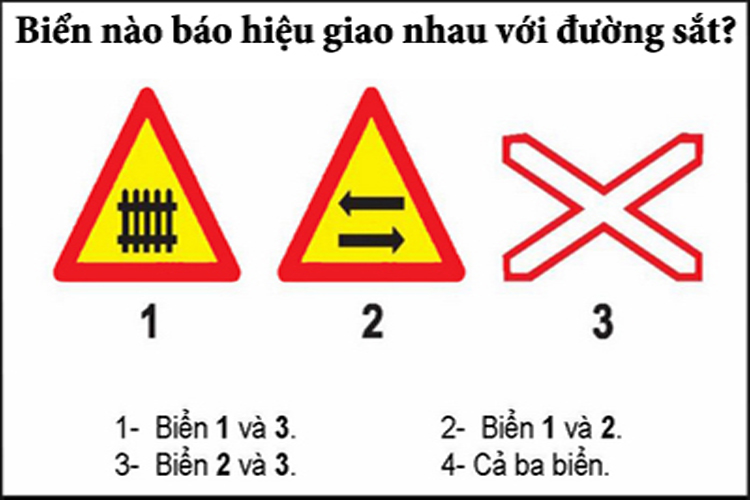 Biển nào báo hiệu giao nhau với đường sắt?
1 2 3
1- Biển 1 và 3. 2- Biển 1 và 2.
3- Biển 2 và 3. 4- Cả ba biển.